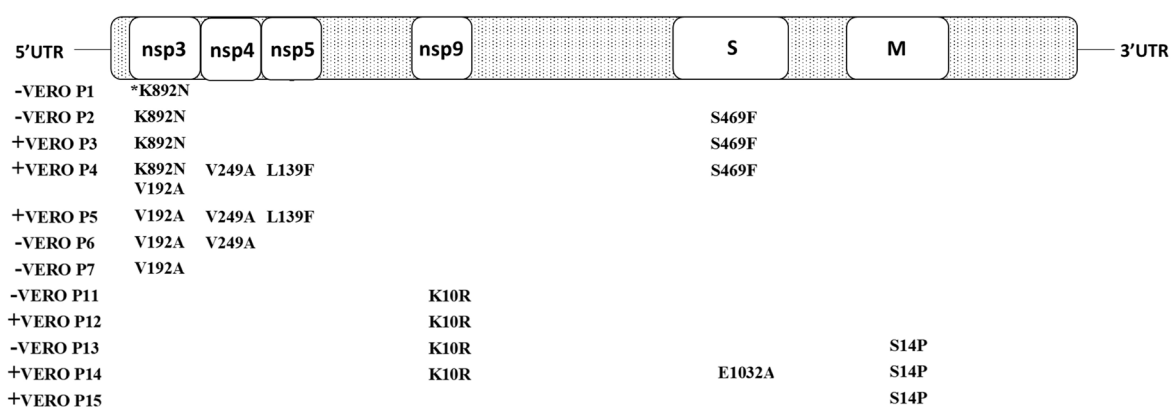 5'UTR nsp3 nsp4 nsp5 nsp9 S M 3'UTR
-VERO P1 *K892N
-VERO P2 K892N S469F
+VERO P3 K892N S469F
+VERO P4 K892N V249A L139F S469F
V192A
+VERO P5 V192A V249A L139F
-VERO P6 V192A V249A
-VERO P7 V192A
-VERO P11 K10R
+VERO P12 K10R
-VERO P13 K10R S14P
+VERO P14 K10R E1032A S14P
+VERO P15 S14P